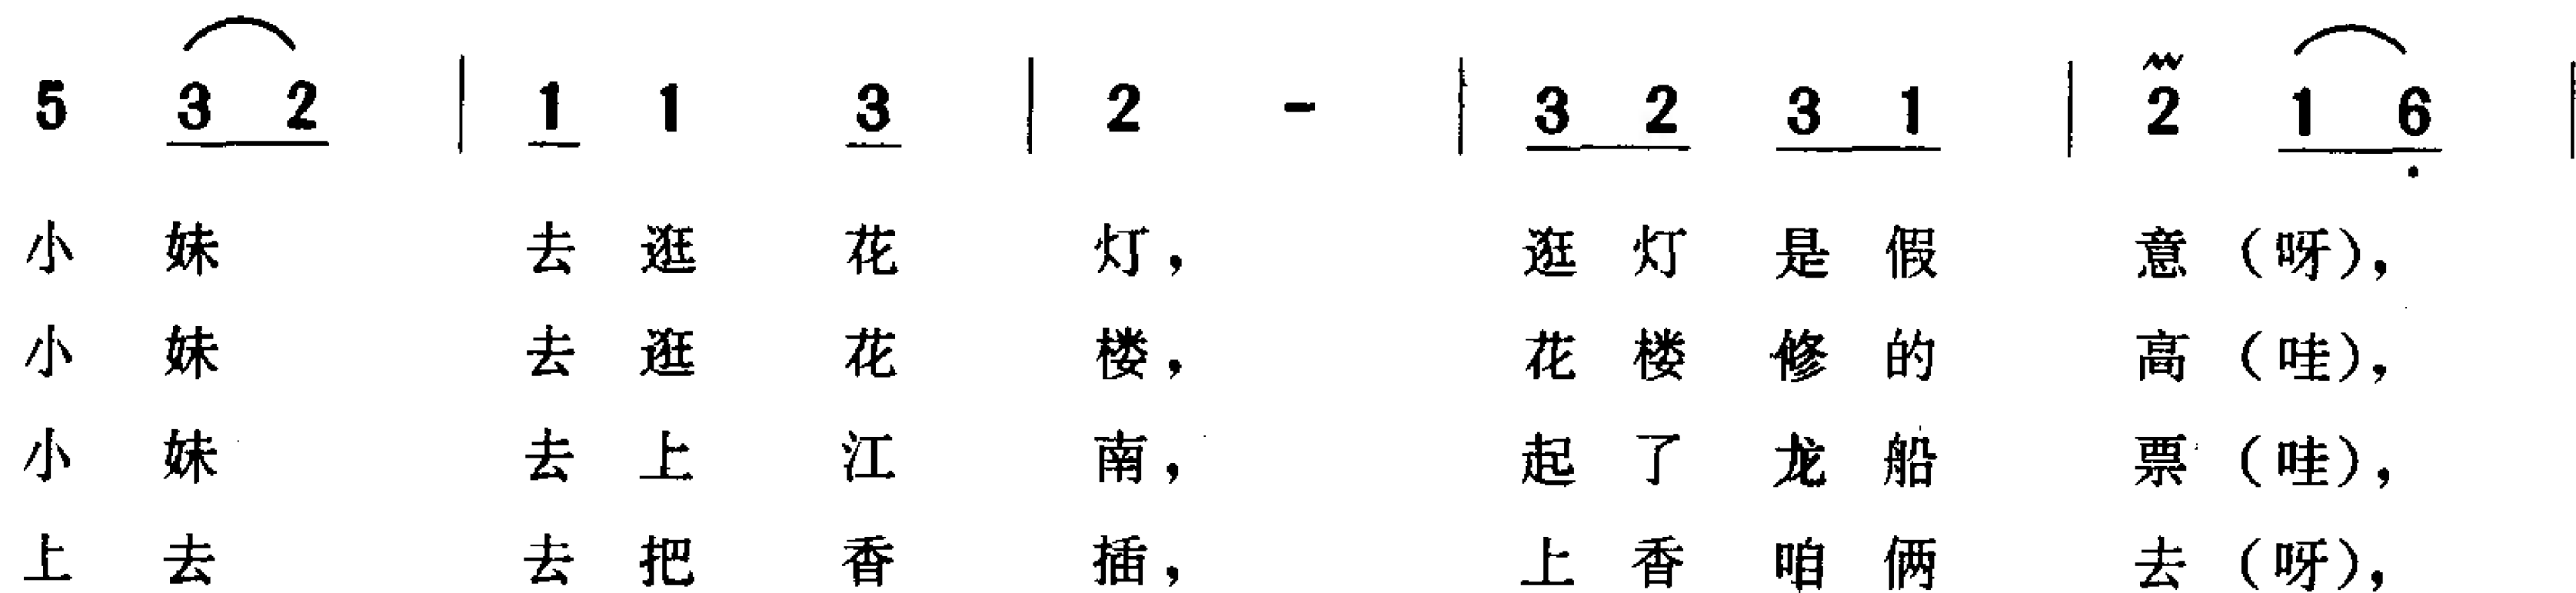 5 3 2 | 1 1 3 | 2 - | 3 2 3 1 | 2 1 6 |
小 妹 去 逛 花 灯， 逛 灯 是 假 意（呀），
小 妹 去 逛 花 楼， 花 楼 修 的 高（哇），
小 妹 去 上 江 南， 起 了 龙 船 票（哇），
上 去 去 把 香 插， 上 香 咱 俩 去（呀），